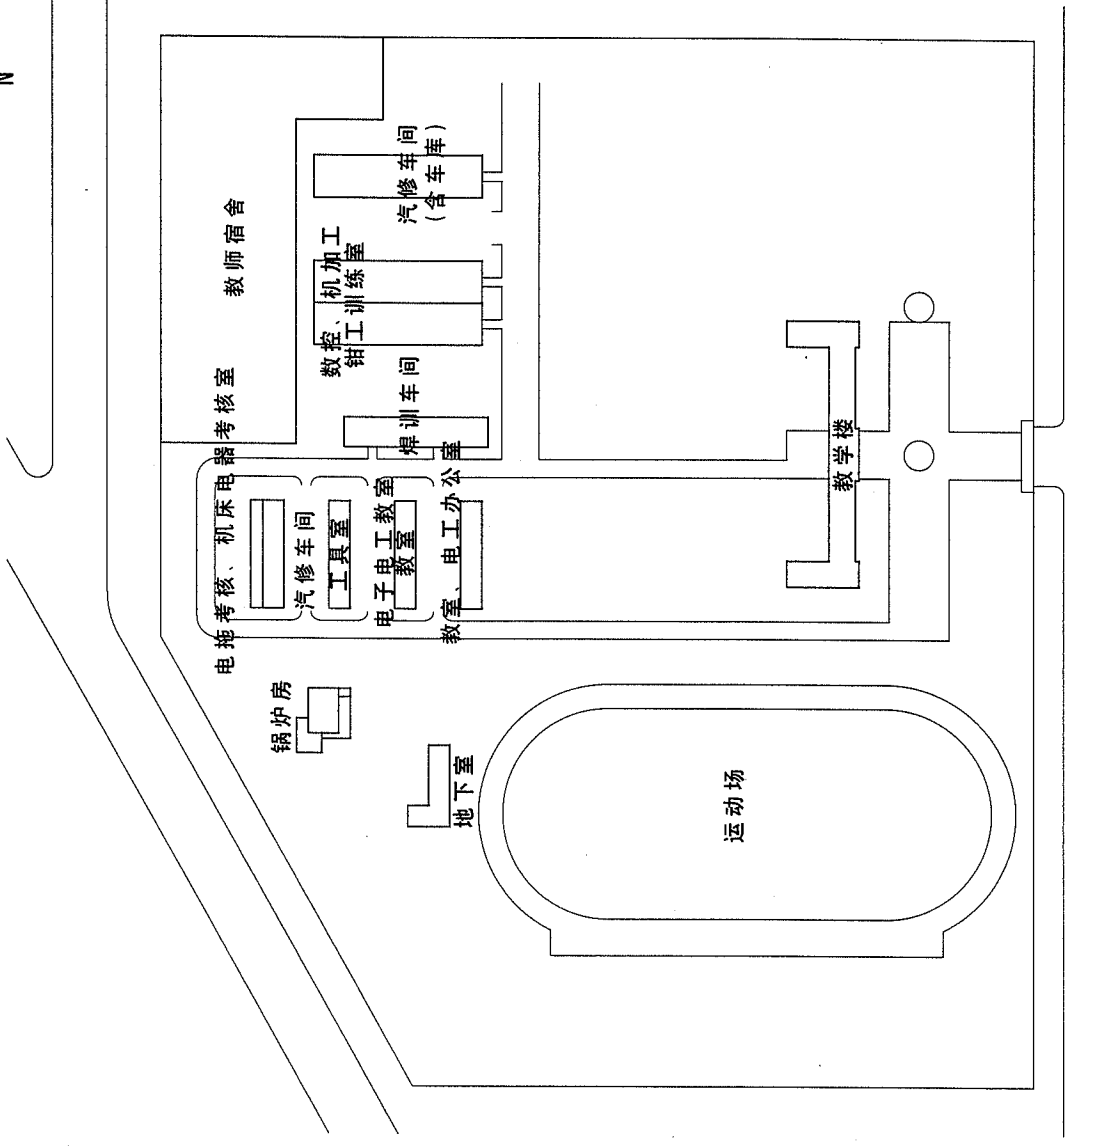 N
教师宿舍
汽修车间
（含车库）
数控、机加工
钳工训练室
焊训车间
电拖考核、机床电器考核室
汽修车间
工具室
电子电工教室
教室
教室、电工办公室
教学楼
锅炉房
地下室
运动场